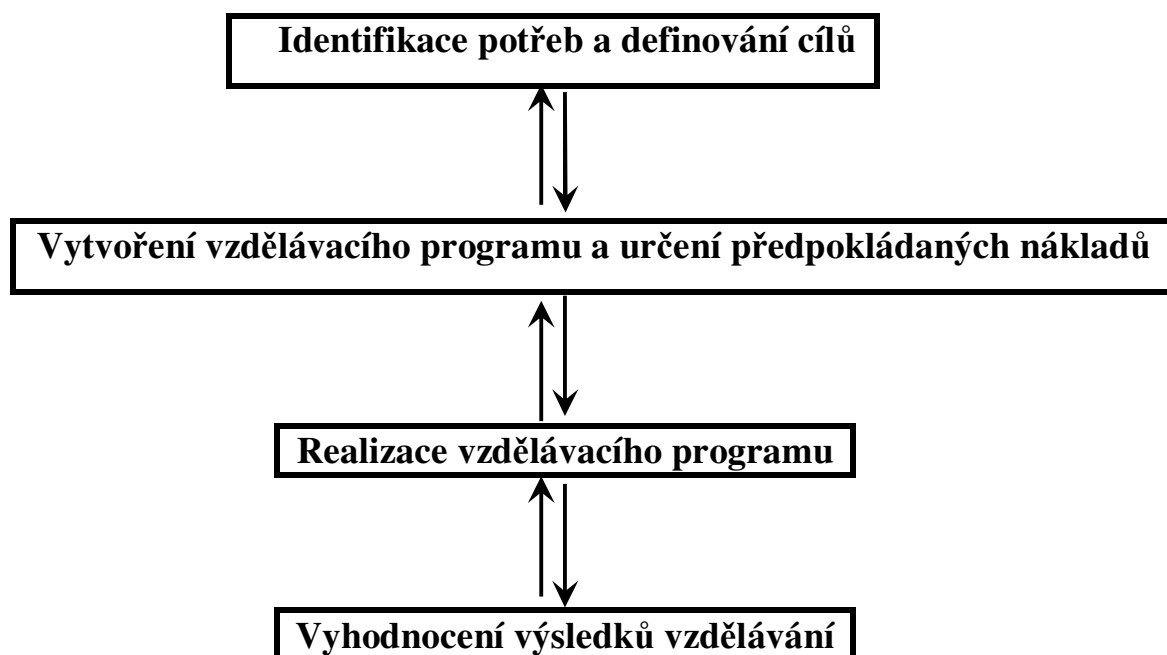 Identifikace potřeb a definování cílů
Vytvoření vzdělávacího programu a určení předpokládaných nákladů
Realizace vzdělávacího programu
Vyhodnocení výsledků vzdělávání